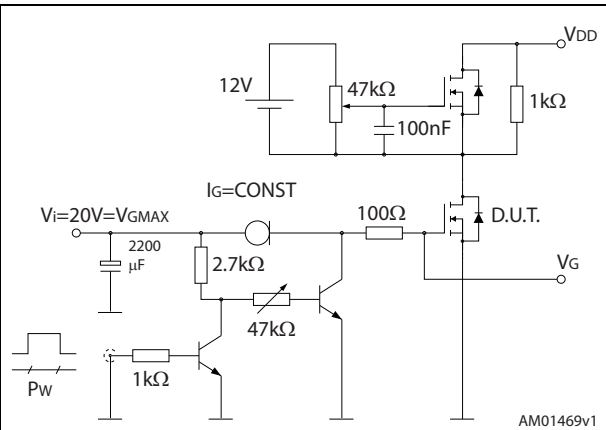 VDD
12V
47kΩ
1kΩ
100nF
IG=CONST
Vi=20V=VGMAX
100Ω
D.U.T.
2200
μF
2.7kΩ
VG
47kΩ
1kΩ
PW
AM01469v1